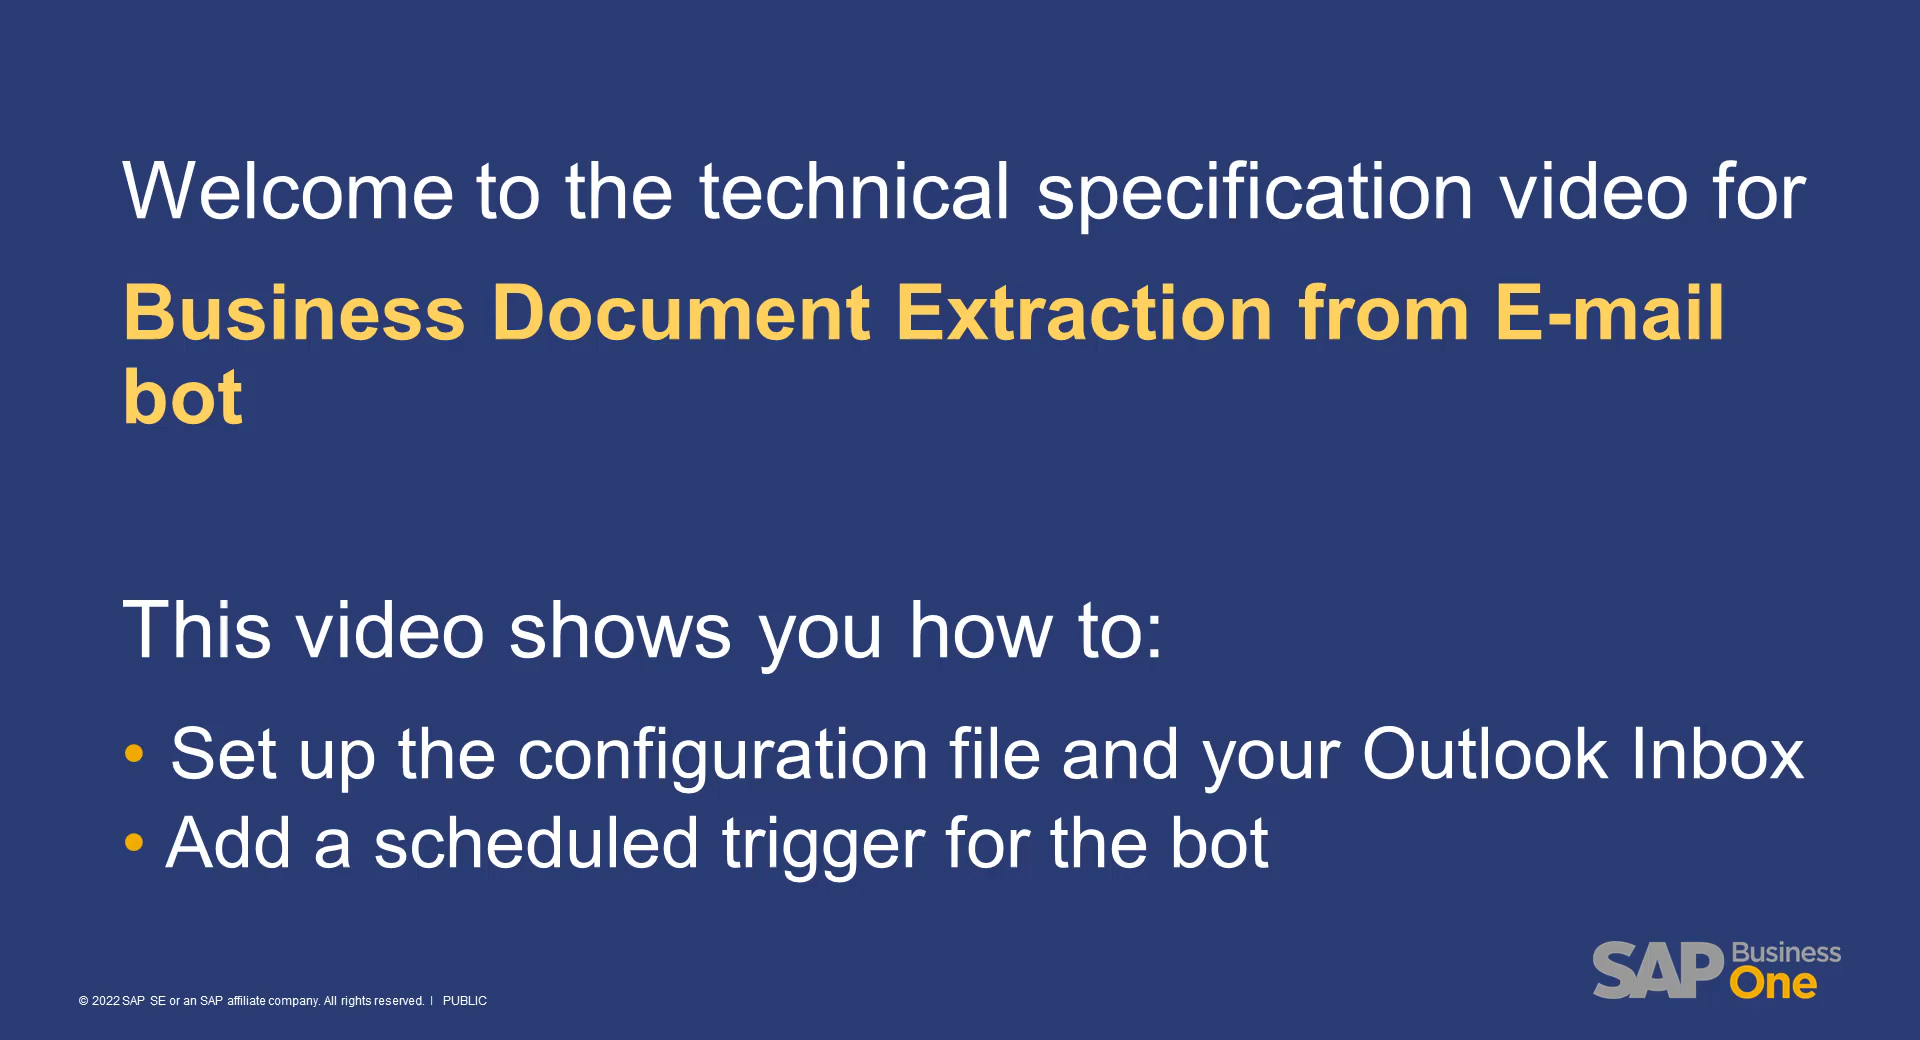 Welcome to the technical specification video for
Business Document Extraction from E-mail
bot
This video shows you how to:
• Set up the configuration file and your Outlook Inbox
• Add a scheduled trigger for the bot
© 2022 SAP SE or an SAP affiliate company. All rights reserved. | PUBLIC
SAP Business One